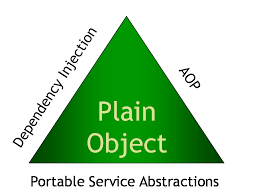 Dependency Injection
AOP
Plain
Object
Portable Service Abstractions